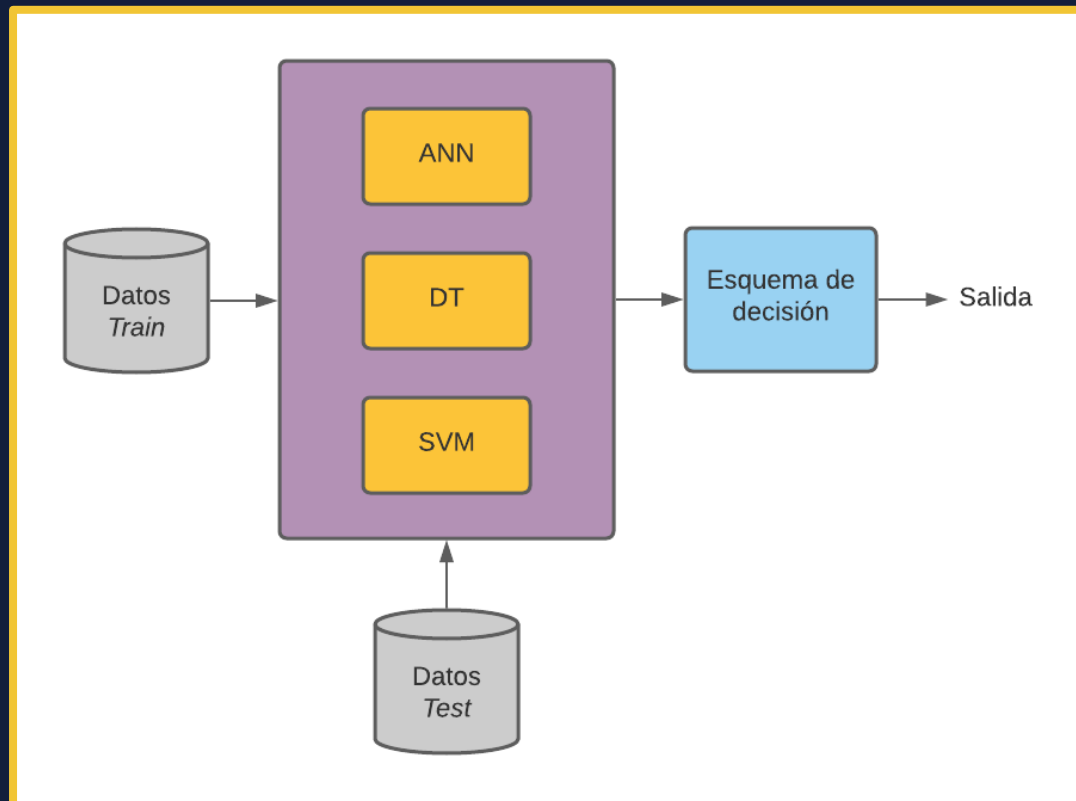 ANN
DT
SVM
Datos
Train
Esquema de
decisión
Salida
Datos
Test